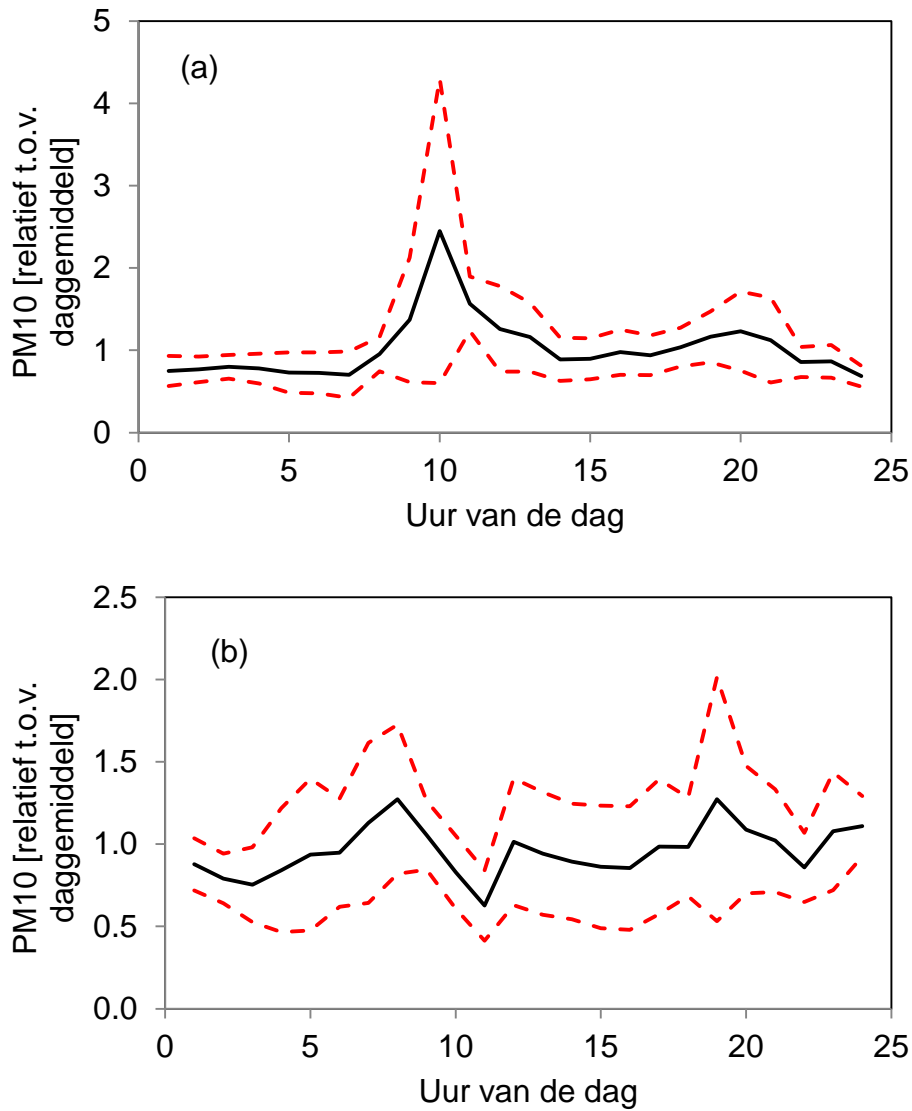 5
(a)
4
3
2
1
0
PM10 [relatief t.o.v.
daggemiddeld]
0 5 10 15 20 25
Uur van de dag
2.5
(b)
2.0
1.5
1.0
0.5
0.0
PM10 [relatief t.o.v.
daggemiddeld]
0 5 10 15 20 25
Uur van de dag